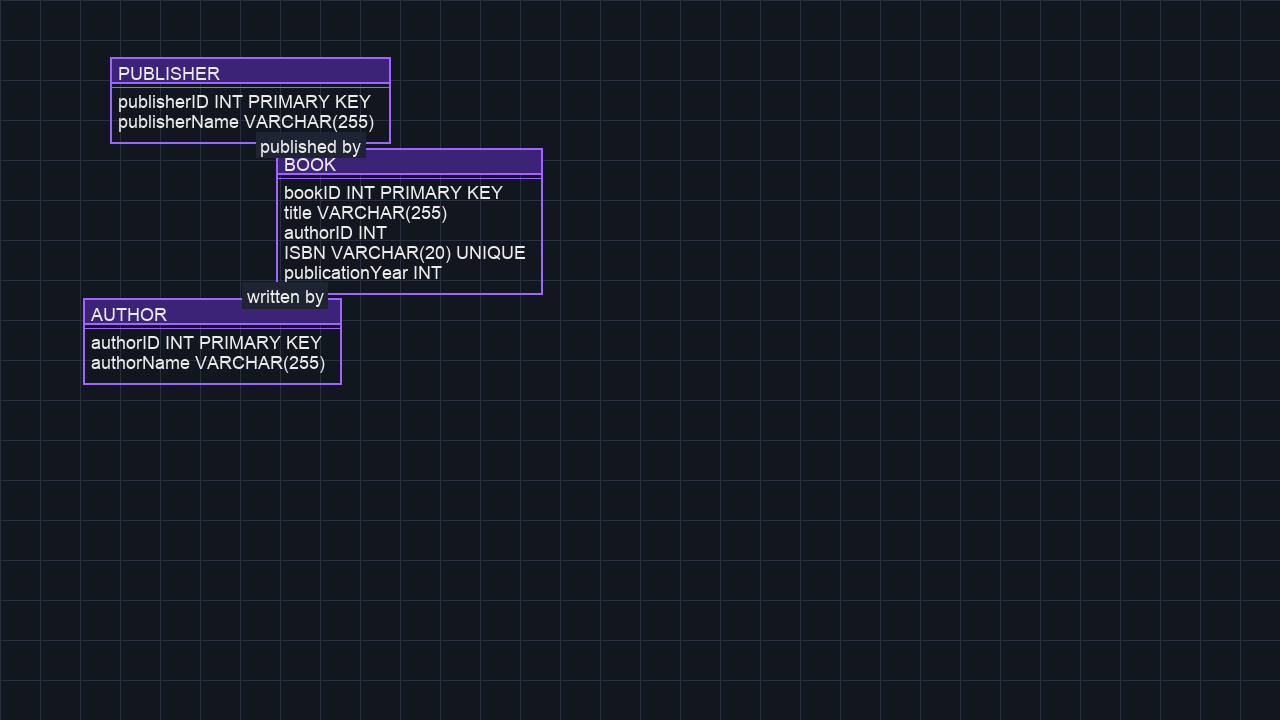 PUBLISHER
publisherID INT PRIMARY KEY
publisherName VARCHAR(255)
published by
BOOK
bookID INT PRIMARY KEY
title VARCHAR(255)
authorID INT
ISBN VARCHAR(20) UNIQUE
publicationYear INT
written by
AUTHOR
authorID INT PRIMARY KEY
authorName VARCHAR(255)